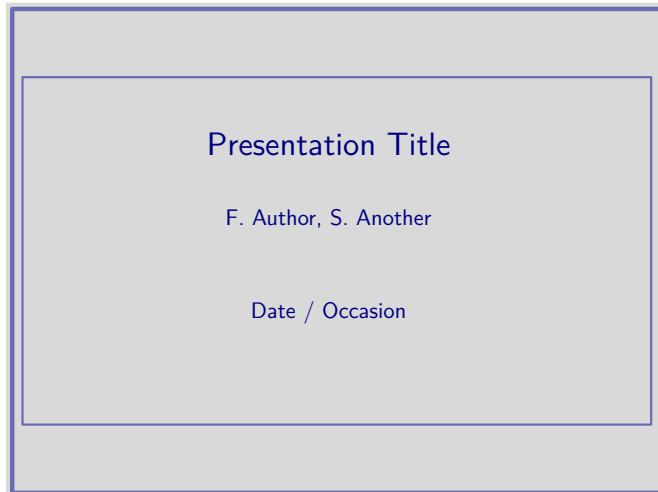 Presentation Title
F. Author, S. Another
Date / Occasion